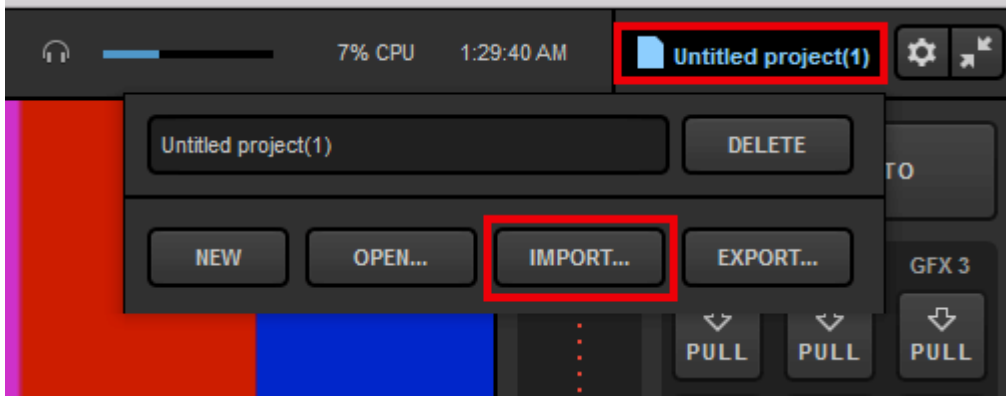 7% CPU 1:29:40 AM Untitled project(1)
Untitled project(1) DELETE
TO
NEW OPEN... IMPORT... EXPORT...
GFX 3
PULL PULL PULL